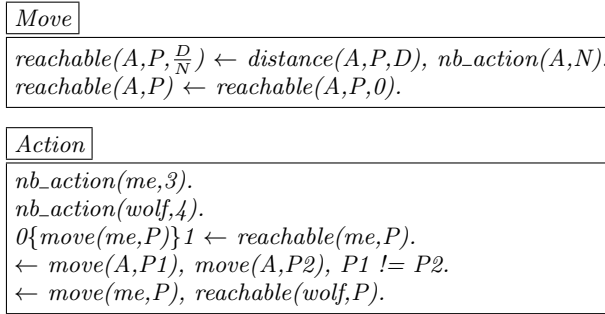 Move
reachable(A,P,D/N) ← distance(A,P,D), nb_action(A,N).
reachable(A,P) ← reachable(A,P,0).
Action
nb_action(me,3).
nb_action(wolf,4).
0{move(me,P)}1 ← reachable(me,P).
← move(A,P1), move(A,P2), P1 != P2.
← move(me,P), reachable(wolf,P).